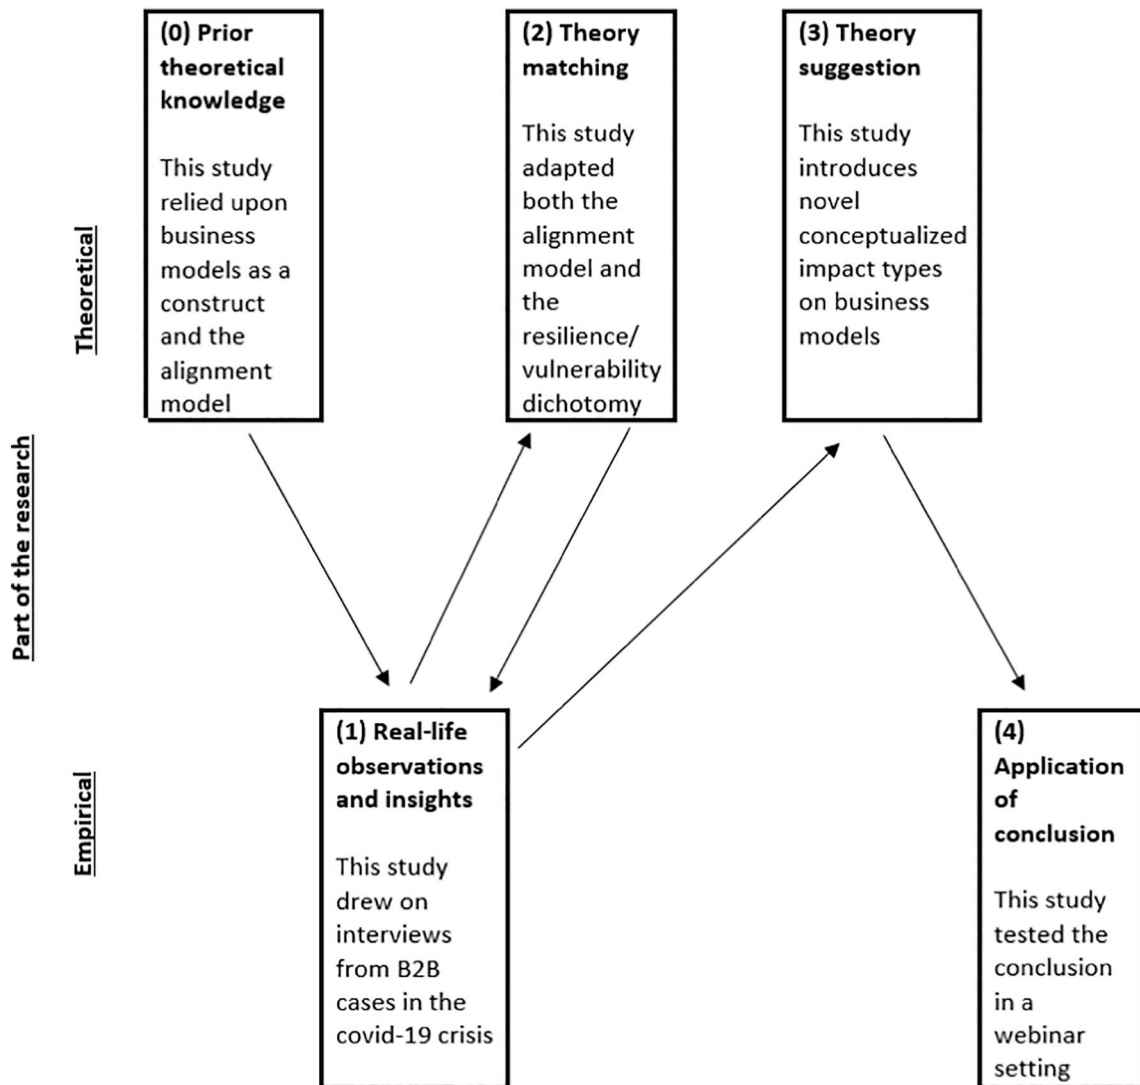 (0) Prior
theoretical
knowledge
This study
relied upon
business
models as a
construct
and the
alignment
model
(2) Theory
matching
This study
adapted
both the
alignment
model and
the
resilience/
vulnerability
dichotomy
(3) Theory
suggestion
This study
introduces
novel
conceptualized
impact types
on business
models
Theoretical
Part of the research
Empirical
(1) Real-life
observations
and insights
This study
drew on
interviews
from B2B
cases in the
covid-19 crisis
(4)
Application
of
conclusion
This study
tested the
conclusion
in a
webinar
setting